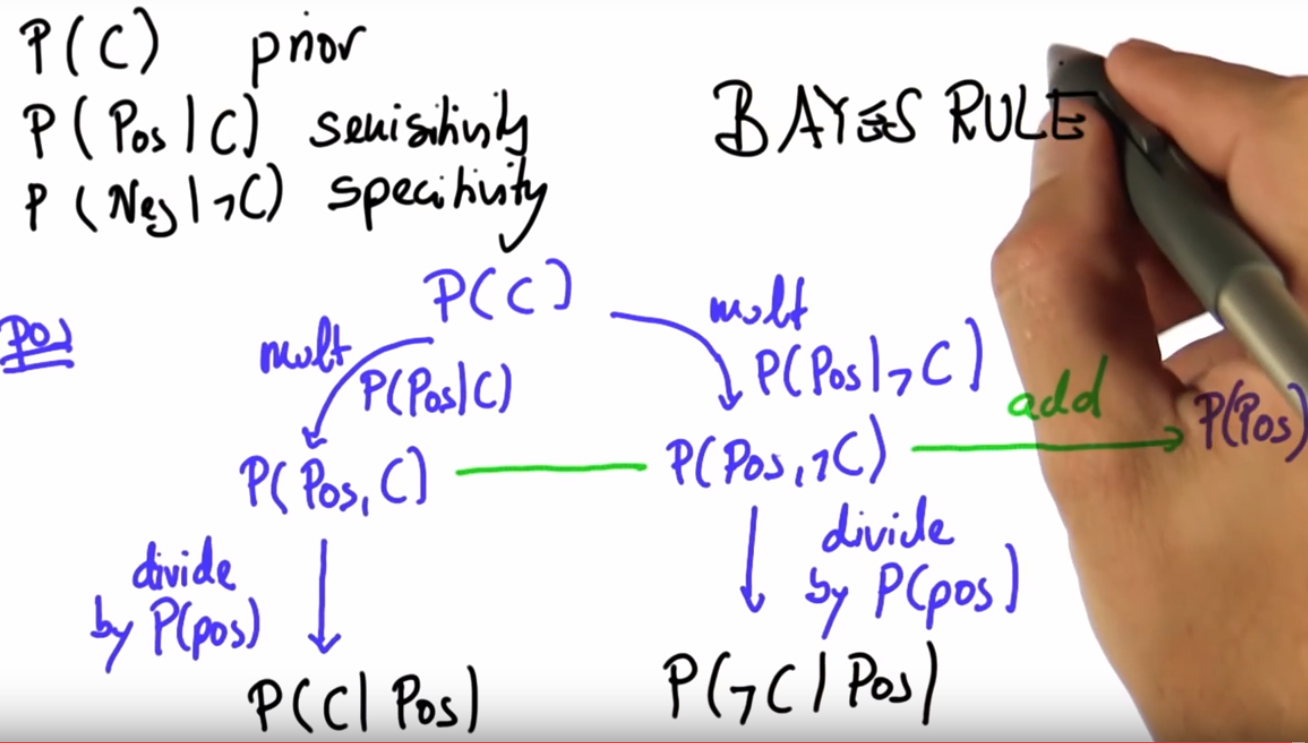 P(C) prior
P(Pos|C) sensitivity
P(Neg|¬C) specitivity
BAYES RULE
Pos
P(C)
mult
P(Pos|C)
mult
P(Pos|¬C)
add
P(Pos, C)
P(Pos, ¬C)
P(Pos)
divide
by P(pos)
divide
by P(pos)
P(C|Pos)
P(¬C|Pos)